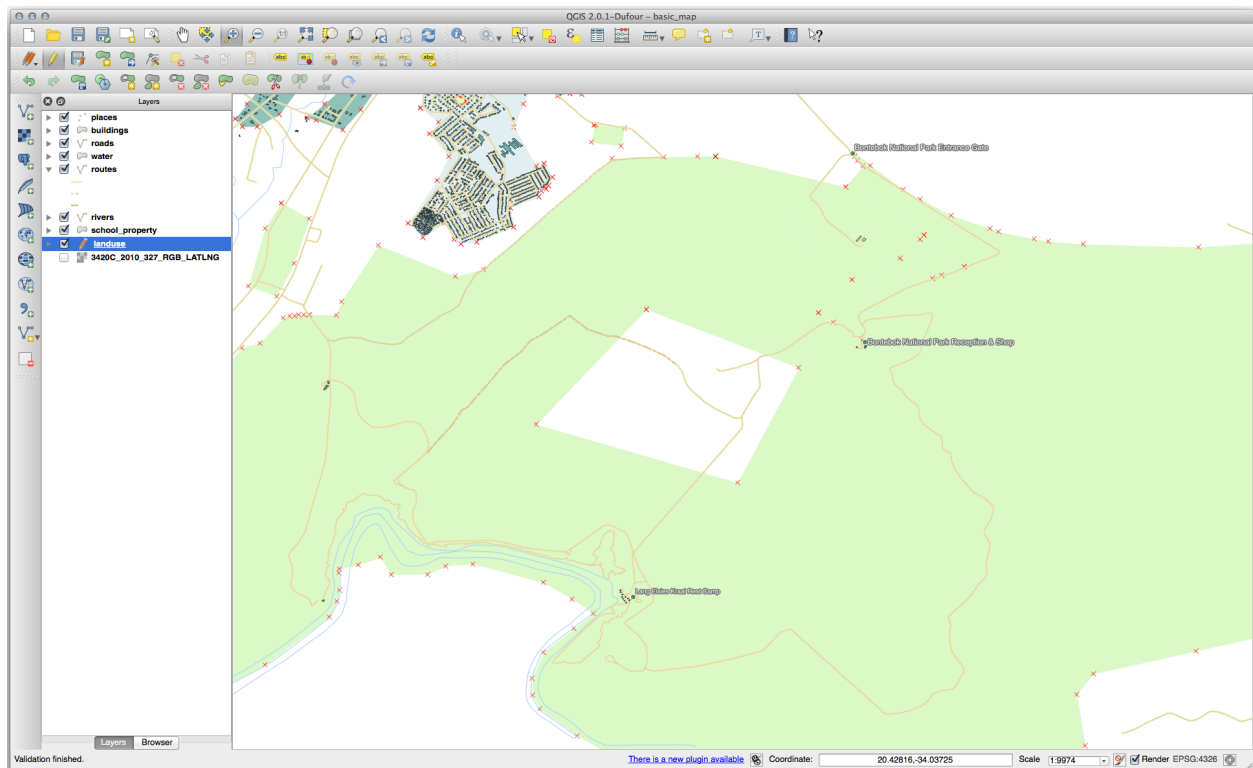 QGIS 2.0.1-Dufour - basic_map
Layers
places
buildings
roads
water
routes
rivers
school_property
landuse
3420C_2010_327_RGB_LATLNG
Bontebok National Park Entrance Gate
Bontebok National Park Reception & Shop
Lang Elsies Kraal Rest Camp
Layers Browser
Validation finished. There is a new plugin available Coordinate: 20.42816,-34.03725 Scale 1:9974 Render EPSG:4326